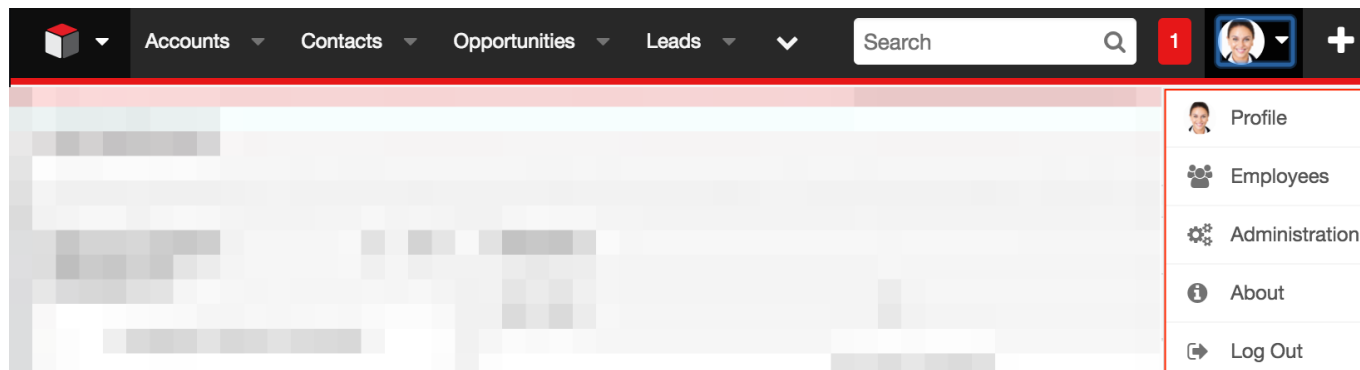 Accounts Contacts Opportunities Leads Search 1
Profile
Employees
Administration
About
Log Out